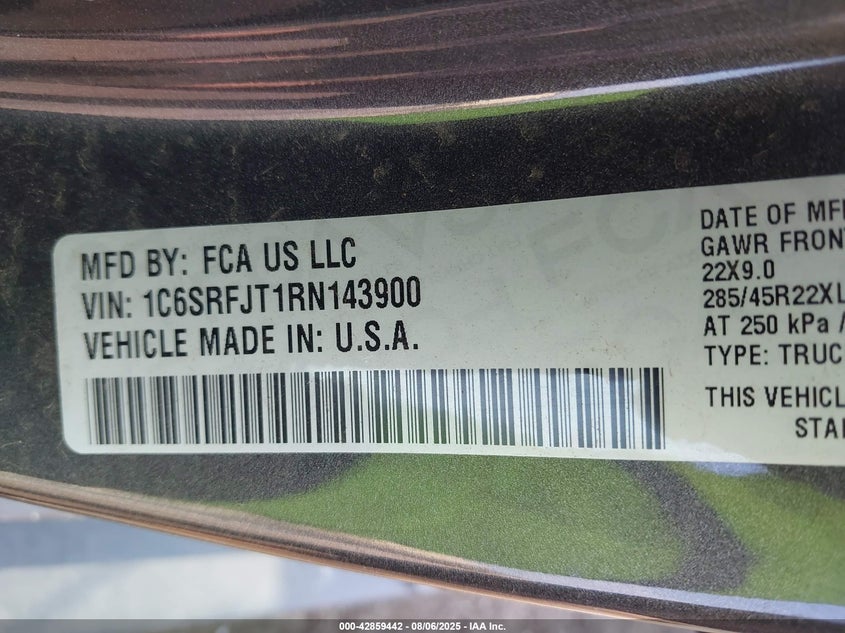 MFD BY: FCA US LLC
VIN: 1C6SRFJT1RN143900
VEHICLE MADE IN: U.S.A.
DATE OF MF
GAWR FRON
22X9.0
285/45R22XL
AT 250 kPa /
TYPE: TRUC
THIS VEHICL
STA
000-42859442 - 08/06/2025 - IAA Inc.